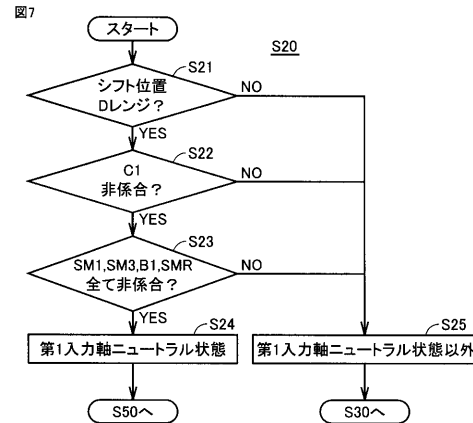 図7
スタート
S20
S21
シフト位置
Dレンジ？
NO
YES
S22
C1
非係合？
NO
YES
S23
SM1,SM3,B1,SMR
全て非係合？
NO
YES
S24
第1入力軸ニュートラル状態
S25
第1入力軸ニュートラル状態以外
S50へ
S30へ